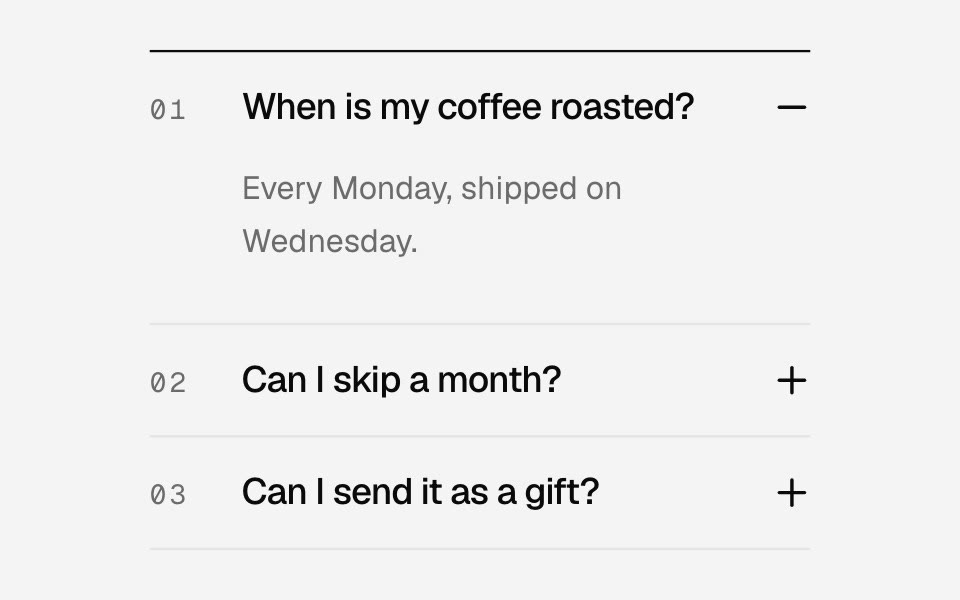 01 When is my coffee roasted?
Every Monday, shipped on
Wednesday.
02 Can I skip a month?
03 Can I send it as a gift?